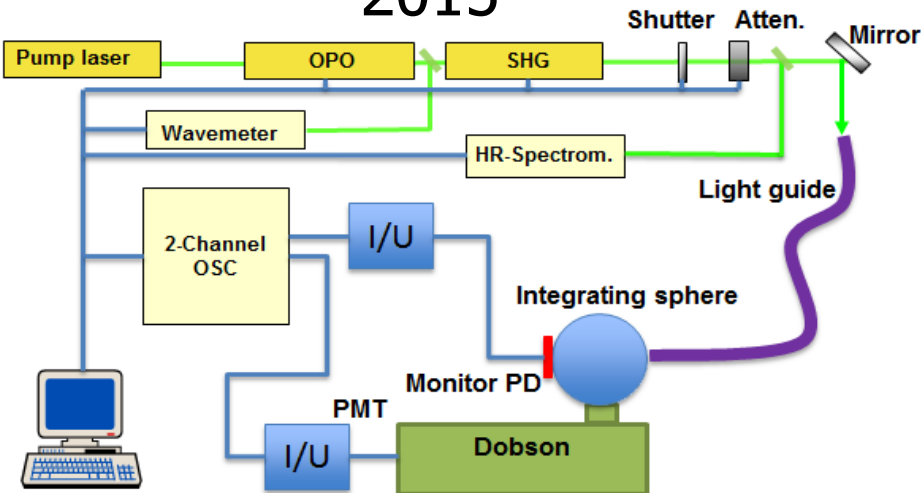 2015
Shutter Atten.
Mirror
Pump laser
OPO
SHG
Wavemeter
HR-Spectrom.
Light guide
2-Channel
OSC
I/U
Integrating sphere
Monitor PD
PMT
I/U
Dobson